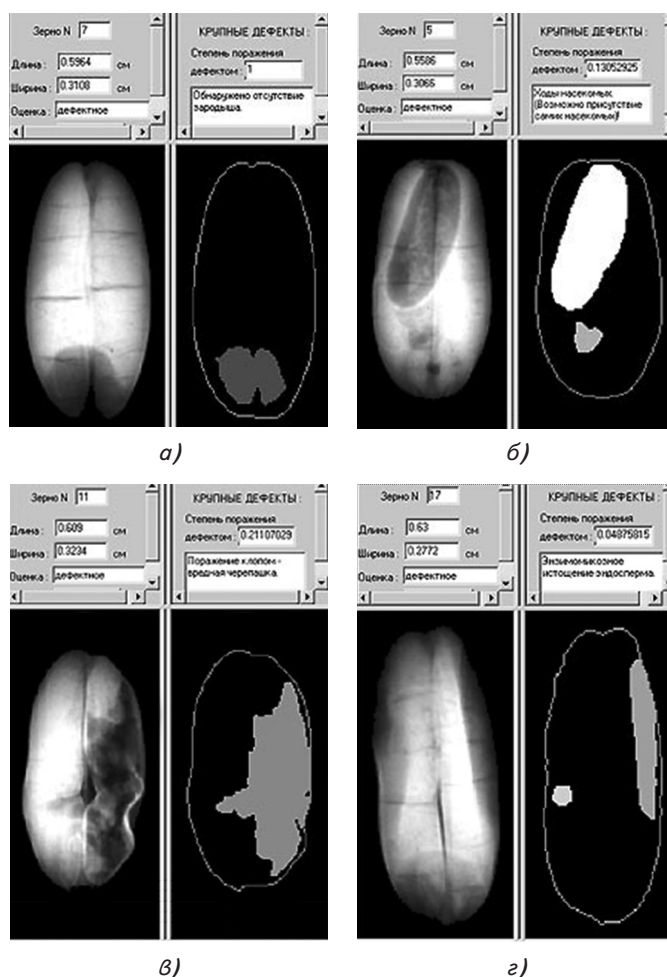 Зерно N 7
Длина : 0.5964 см
Ширина : 0.3108 см
Оценка : дефектное
КРУПНЫЕ ДЕФЕКТЫ :
Степень поражения
дефектом : 1
Обнаружено отсутствие
зародыша.
а)
Зерно N 5
Длина : 0.5586 см
Ширина : 0.3066 см
Оценка : дефектное
КРУПНЫЕ ДЕФЕКТЫ :
Степень поражения
дефектом : 0.13052925
Ходы насекомых.
(Возможно присутствие
самих насекомых)!
б)
Зерно N 11
Длина : 0.609 см
Ширина : 0.3234 см
Оценка : дефектное
КРУПНЫЕ ДЕФЕКТЫ :
Степень поражения
дефектом : 0.21107029
Поражение клопом -
вредная черепашка.
в)
Зерно N 17
Длина : 0.63 см
Ширина : 0.2772 см
Оценка : дефектное
КРУПНЫЕ ДЕФЕКТЫ :
Степень поражения
дефектом : 0.04875815
Энзимомикозное
истощение эндосперма.
г)